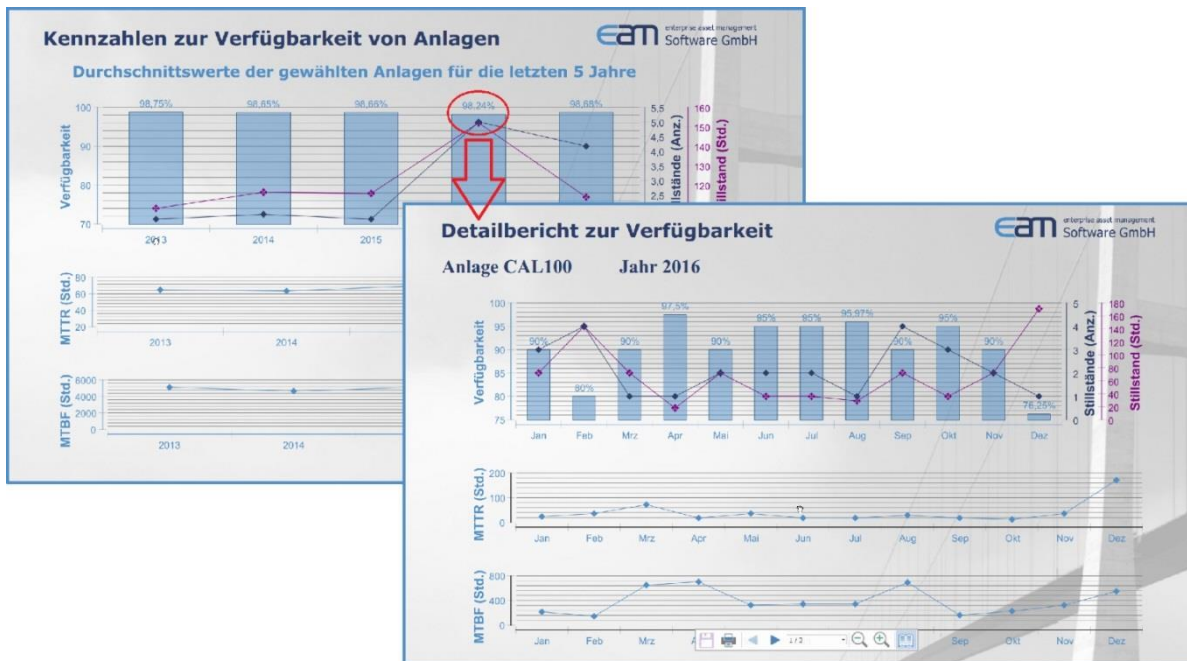 Kennzahlen zur Verfügbarkeit von Anlagen
eam enterprise asset management
Software GmbH
Durchschnittswerte der gewählten Anlagen für die letzten 5 Jahre
98,75% 98,85% 98,86% 98,24% 98,68%
Verfügbarkeit
100
90
80
70
5,5
5,0
4,5
4,0
3,5
3,0
2,5
Stillstände (Anz.)
160
150
140
130
120
110
Stillstand (Std.)
2013 2014 2015
MTTR (Std.)
80
60
40
20
2013 2014
MTBF (Std.)
6000
4000
2000
0
2013 2014
Detailbericht zur Verfügbarkeit
eam enterprise asset management
Software GmbH
Anlage CAL100 Jahr 2016
Verfügbarkeit
100
95
90
85
80
75
90% 80% 90% 97,5% 90% 95% 95% 95,97% 90% 95% 90% 76,25%
5
4
3
2
1
0
Stillstände (Anz.)
180
160
140
120
100
80
60
40
20
0
Stillstand (Std.)
Jan Feb Mrz Apr Mai Jun Jul Aug Sep Okt Nov Dez
MTTR (Std.)
200
100
0
Jan Feb Mrz Apr Mai Jun Jul Aug Sep Okt Nov Dez
MTBF (Std.)
800
400
0
Jan Feb Mrz Sep Okt Nov Dez